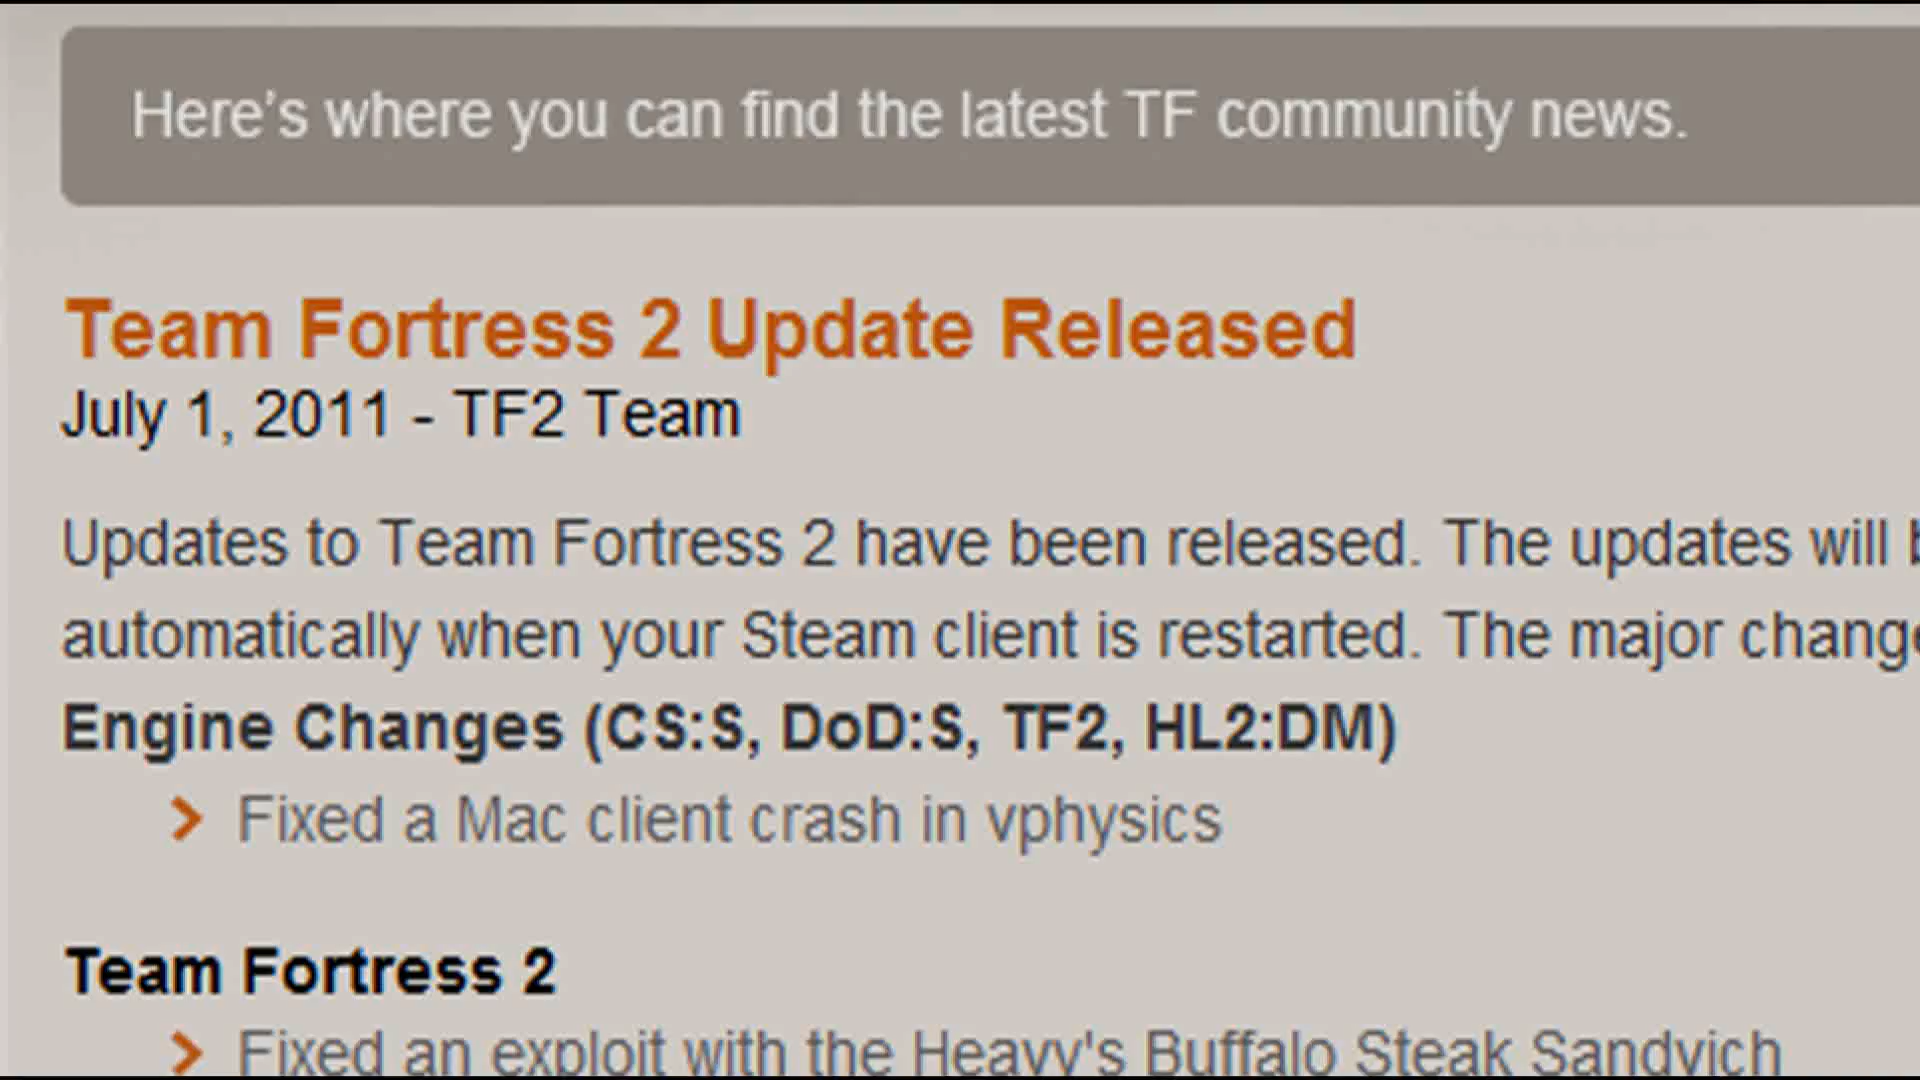 Here's where you can find the latest TF community news.
Team Fortress 2 Update Released
July 1, 2011 - TF2 Team
Updates to Team Fortress 2 have been released. The updates will
automatically when your Steam client is restarted. The major
Engine Changes (CS:S, DoD:S, TF2, HL2:DM)
Fixed a Mac client crash in vphysics
Team Fortress 2
Fixed an exploit with the Heavy's Buffalo Steak Sandvich